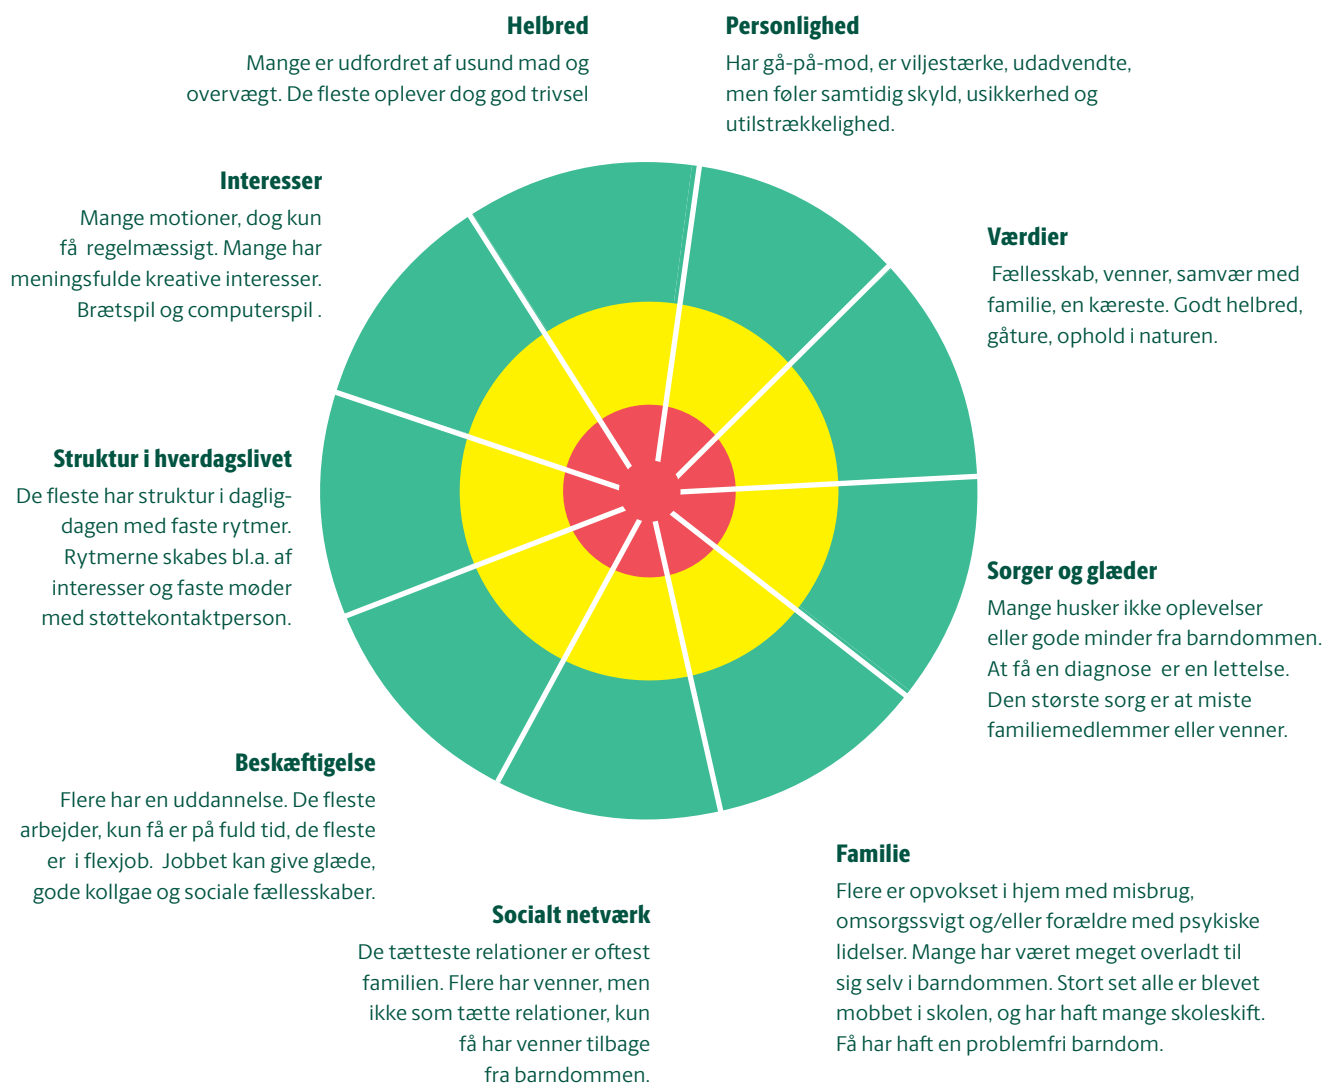 Helbred
Mange er udfordret af usund mad og
overvægt. De fleste oplever dog god trivsel
Personlighed
Har gå-på-mod, er viljestærke, udadvendte,
men føler samtidig skyld, usikkerhed og
utilstrækkelighed.
Interesser
Mange motioner, dog kun
få regelmæssigt. Mange har
meningsfulde kreative interesser.
Brætspil og computerspil .
Værdier
Fællesskab, venner, samvær med
familie, en kæreste. Godt helbred,
gåture, ophold i naturen.
Struktur i hverdagslivet
De fleste har struktur i daglig-
dagen med faste rytmer.
Rytmerne skabes bl.a. af
interesser og faste møder
med støttekontaktperson.
Sorger og glæder
Mange husker ikke oplevelser
eller gode minder fra barndommen.
At få en diagnose er en lettelse.
Den største sorg er at miste
familiemedlemmer eller venner.
Beskæftigelse
Flere har en uddannelse. De fleste
arbejder, kun få er på fuld tid, de fleste
er i flexjob. Jobbet kan give glæde,
gode kollgae og sociale fællesskaber.
Socialt netværk
De tætteste relationer er oftest
familien. Flere har venner, men
ikke som tætte relationer, kun
få har venner tilbage
fra barndommen.
Familie
Flere er opvokset i hjem med misbrug,
omsorgssvigt og/eller forældre med psykiske
lidelser. Mange har været meget overladt til
sig selv i barndommen. Stort set alle er blevet
mobbet i skolen, og har haft mange skoleskift.
Få har haft en problemfri barndom.